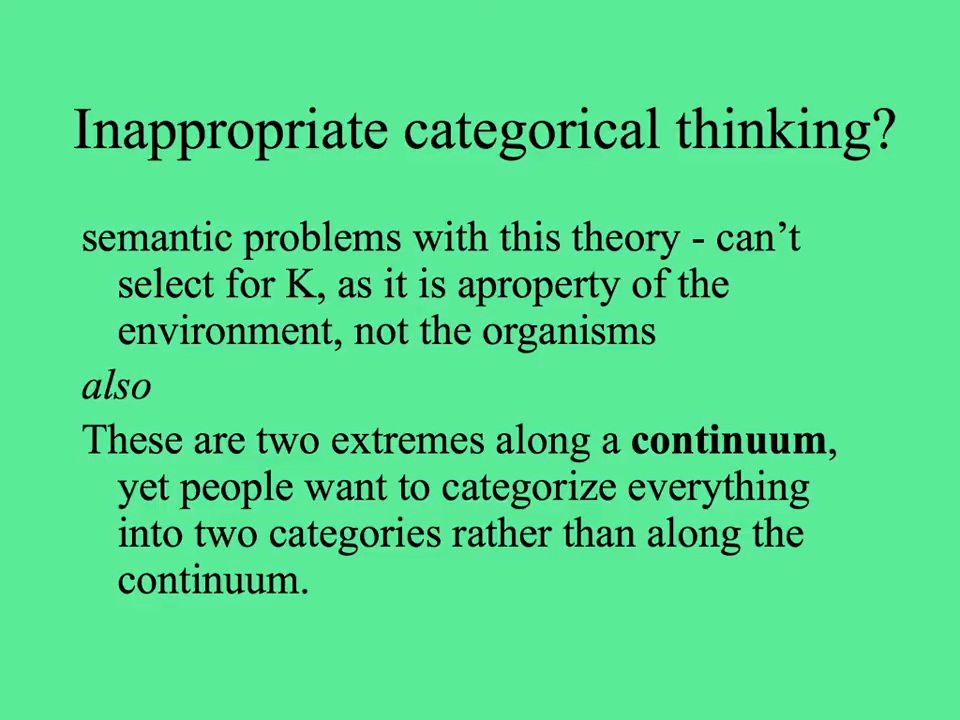 Inappropriate categorical thinking?
semantic problems with this theory - can’t
select for K, as it is aproperty of the
environment, not the organisms
also
These are two extremes along a continuum,
yet people want to categorize everything
into two categories rather than along the
continuum.